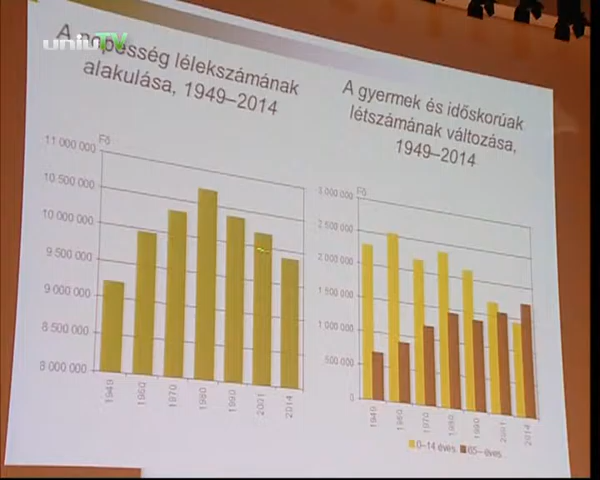 uniuTV
A népesség lélekszámának
alakulása, 1949–2014
Fő
11 000 000
10 500 000
10 000 000
9 500 000
9 000 000
8 500 000
8 000 000
1949
1960
1970
1980
1990
2001
2014
A gyermek és időskorúak
létszámának változása,
1949–2014
Fő
3 000 000
2 500 000
2 000 000
1 500 000
1 000 000
500 000
0
1949
1960
1970
1980
1990
2001
2014
0–14 éves
65– éves